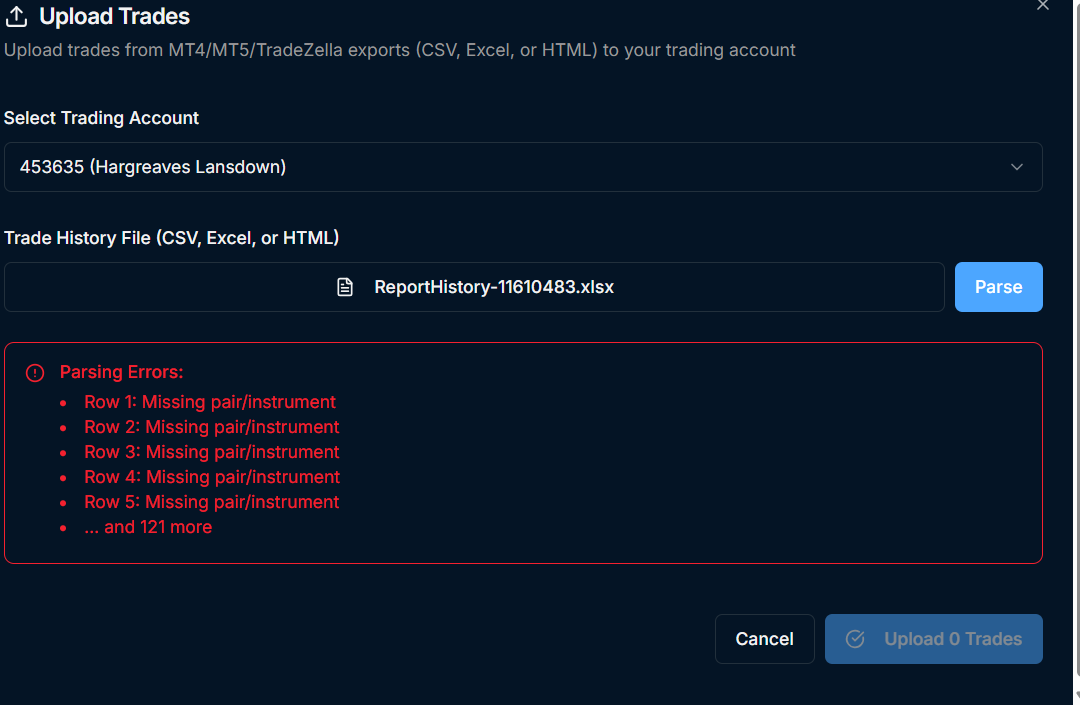 Upload Trades
Upload trades from MT4/MT5/TradeZella exports (CSV, Excel, or HTML) to your trading account
Select Trading Account
453635 (Hargreaves Lansdown)
Trade History File (CSV, Excel, or HTML)
ReportHistory-11610483.xlsx
Parse
Parsing Errors:
Row 1: Missing pair/instrument
Row 2: Missing pair/instrument
Row 3: Missing pair/instrument
Row 4: Missing pair/instrument
Row 5: Missing pair/instrument
... and 121 more
Cancel
Upload 0 Trades